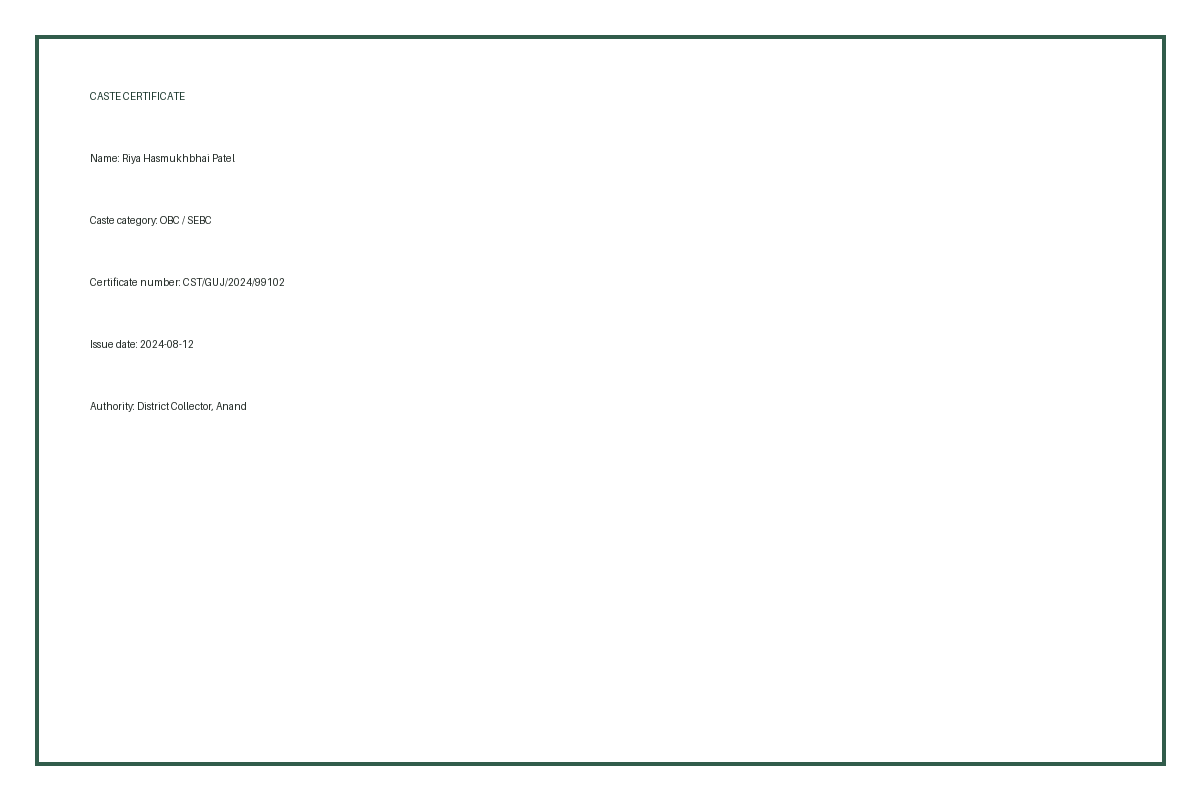 CASTE CERTIFICATE
Name: Riya Hasmukhbhai Patel
Caste category: OBC / SEBC
Certificate number: CST/GUJ/2024/99102
Issue date: 2024-08-12
Authority: District Collector, Anand